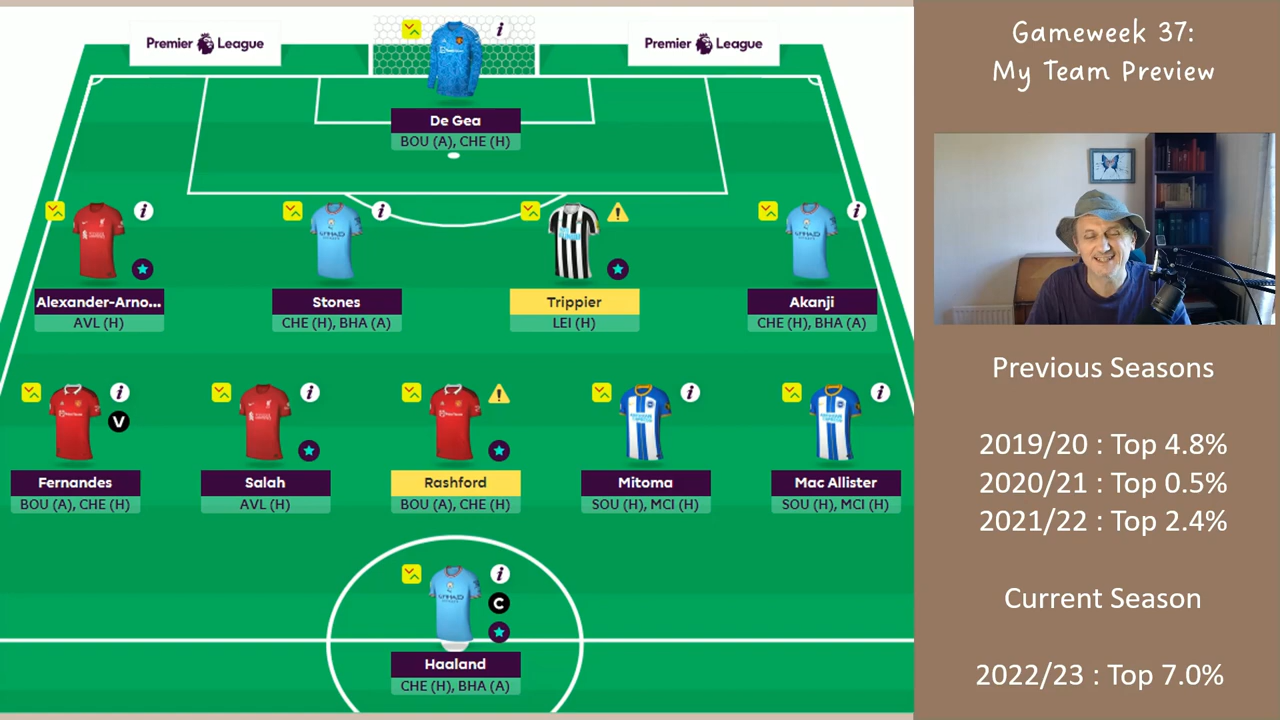 Gameweek 37:
My Team Preview
Premier League
Premier League
De Gea
BOU (A), CHE (H)
Alexander-Arno...
AVL (H)
Stones
CHE (H), BHA (A)
Trippier
LEI (H)
Akanji
CHE (H), BHA (A)
Fernandes
BOU (A), CHE (H)
V
Salah
AVL (H)
Rashford
BOU (A), CHE (H)
Mitoma
SOU (H), MCI (H)
Mac Allister
SOU (H), MCI (H)
C
Haaland
CHE (H), BHA (A)
Previous Seasons
2019/20 : Top 4.8%
2020/21 : Top 0.5%
2021/22 : Top 2.4%
Current Season
2022/23 : Top 7.0%